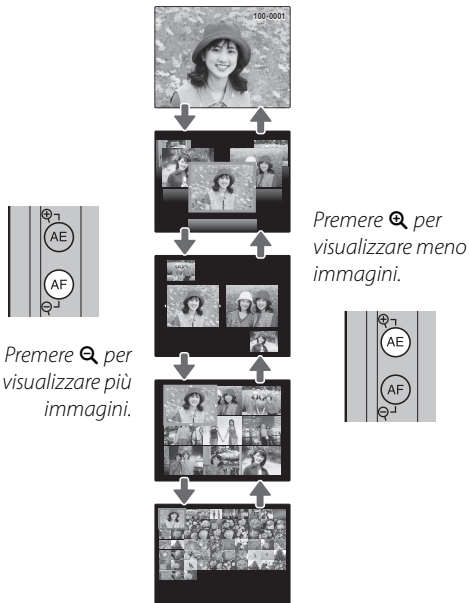 100-0001
Premere per
visualizzare meno
immagini.
AE
AF
Premere per
visualizzare più
immagini.
AE
AF